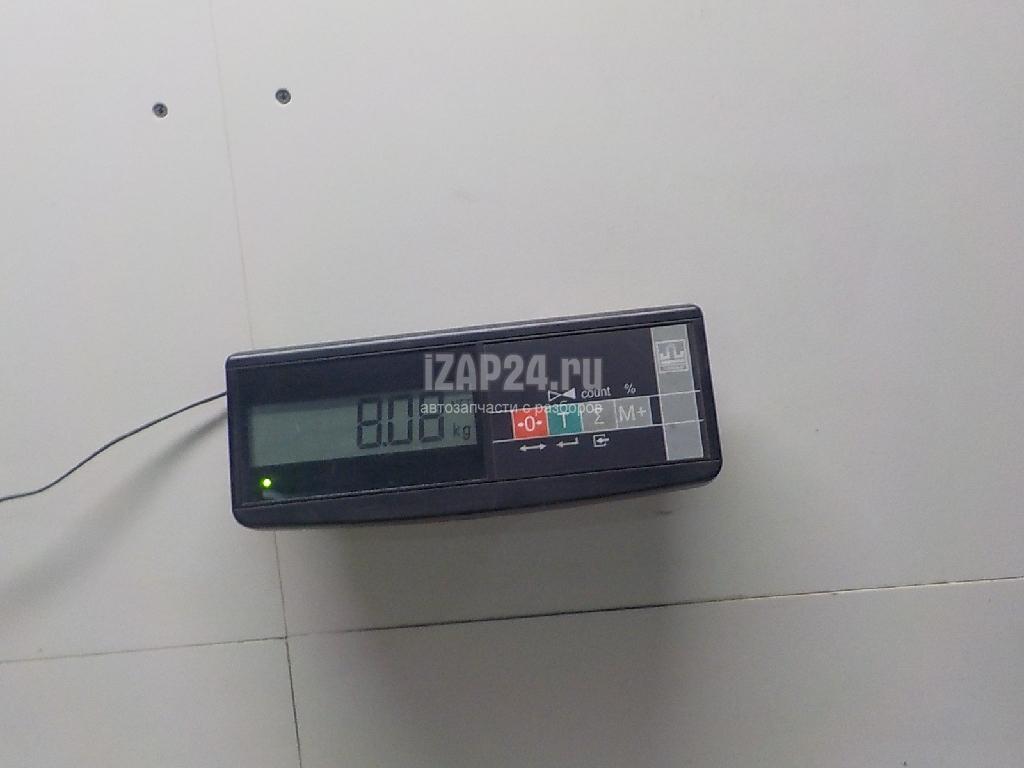 iZAP24.ru
автозапчасти с разборов
8.08 kg
count %
→0← T Σ M+